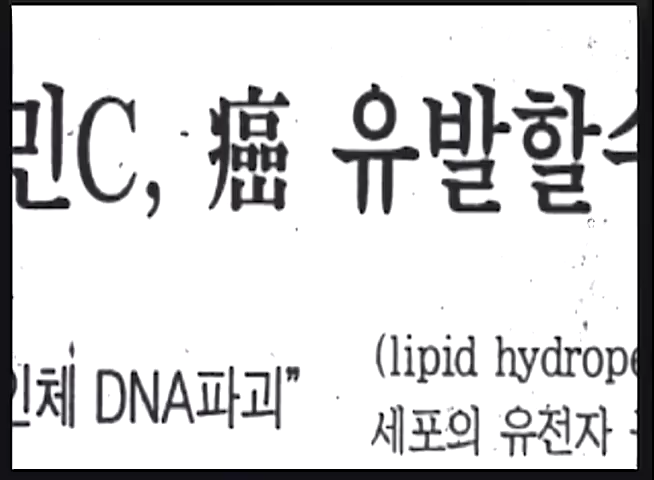 민C, 癌 유발할수
인체 DNA파괴”
(lipid hydrope
세포의 유전자